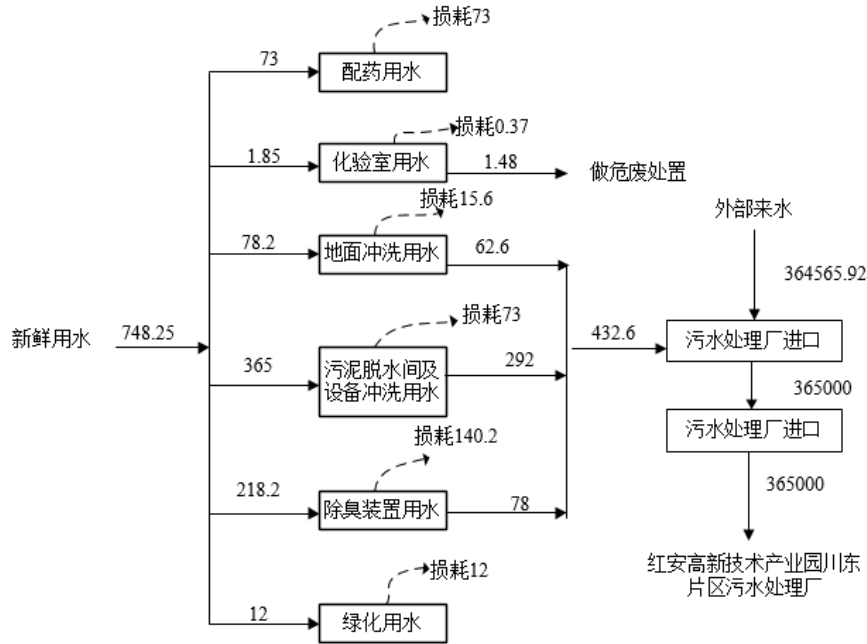 损耗73
73
配药用水
损耗0.37
1.85
化验室用水
1.48
做危废处置
损耗15.6
外部来水
78.2
地面冲洗用水
62.6
364565.92
损耗73
新鲜用水
748.25
432.6
污水处理厂进口
365
污泥脱水间及
设备冲洗用水
292
365000
污水处理厂进口
损耗140.2
218.2
除臭装置用水
78
365000
红安高新技术产业园川东
片区污水处理厂
损耗12
12
绿化用水